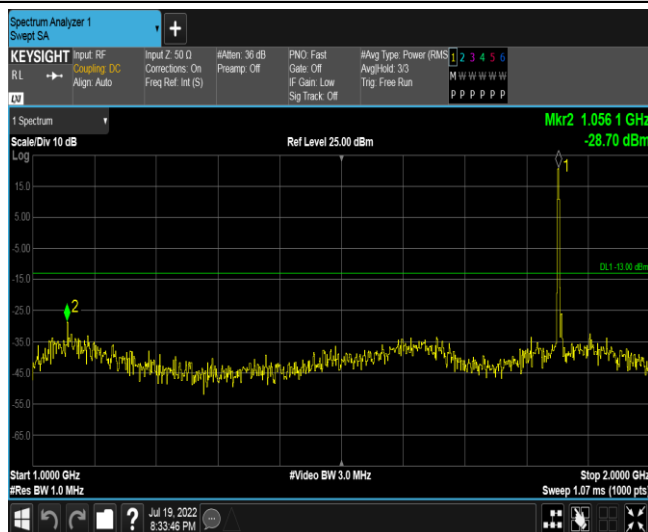 Spectrum Analyzer 1
Swept SA
+
KEYSIGHT
RL
LXI
Input: RF
Coupling: DC
Align: Auto
Input Z: 50 Ω
Corrections: On
Freq Ref: Int (S)
#Atten: 36 dB
Preamp: Off
PNO: Fast
Gate: Off
IF Gain: Low
Sig Track: Off
#Avg Type: Power (RMS
Avg|Hold: 3/3
Trig: Free Run
1 2 3 4 5 6
M W W W W W
P P P P P P
1 Spectrum
Scale/Div 10 dB
Ref Level 25.00 dBm
Mkr2 1.056 1 GHz
-28.70 dBm
Log
15.0
5.00
-5.00
-15.0
-25.0
-35.0
-45.0
-55.0
-65.0
1
DL1 -13.00 dBm
2
Start 1.0000 GHz
#Res BW 1.0 MHz
#Video BW 3.0 MHz
Stop 2.0000 GHz
Sweep 1.07 ms (1000 pts)
?
Jul 19, 2022
8:33:46 PM